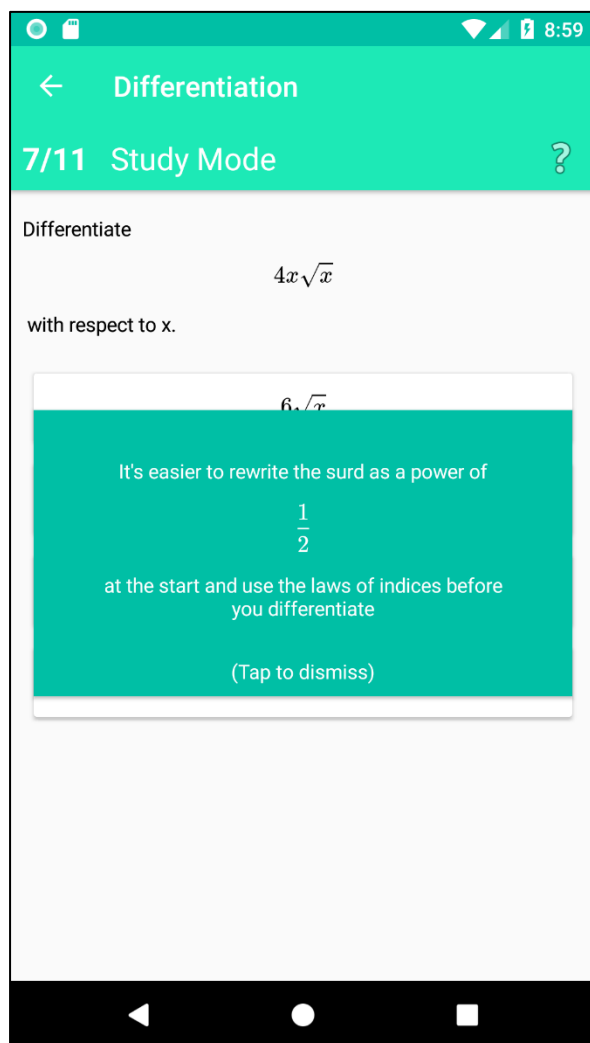 8:59
Differentiation
7/11 Study Mode ?
Differentiate
4x√x
with respect to x.
6√x
It's easier to rewrite the surd as a power of
1/2
at the start and use the laws of indices before
you differentiate
(Tap to dismiss)